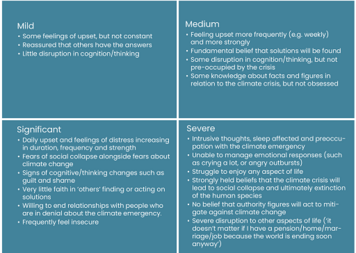 Mild
• Some feelings of upset, but not constant
• Reassured that others have the answers
• Little disruption in cognition/thinking
Medium
• Feeling upset more frequently (e.g. weekly)
and more strongly
• Fundamental belief that solutions will be found
• Some disruption in cognition/thinking, but not
pre-occupied by the crisis
• Some knowledge about facts and figures in
relation to the climate crisis, but not obsessed
Significant
• Daily upset and feelings of distress increasing
in duration, frequency and strength
• Fears of social collapse alongside fears about
climate change
• Signs of cognitive/thinking changes such as
guilt and shame
• Very little faith in ‘others’ finding or acting on
solutions
• Willing to end relationships with people who
are in denial about the climate emergency.
• Frequently feel insecure
Severe
• Intrusive thoughts, sleep affected and preoccu-
pation with the climate emergency
• Unable to manage emotional responses (such
as crying a lot, or angry outbursts)
• Struggle to enjoy any aspect of life
• Strongly held beliefs that the climate crisis will
lead to social collapse and ultimately extinction
of the human species
• No belief that authority figures will act to miti-
gate against climate change
• Severe disruption to other aspects of life (‘it
doesn’t matter if I have a pension/home/mar-
riage/job because the world is ending soon
anyway’)